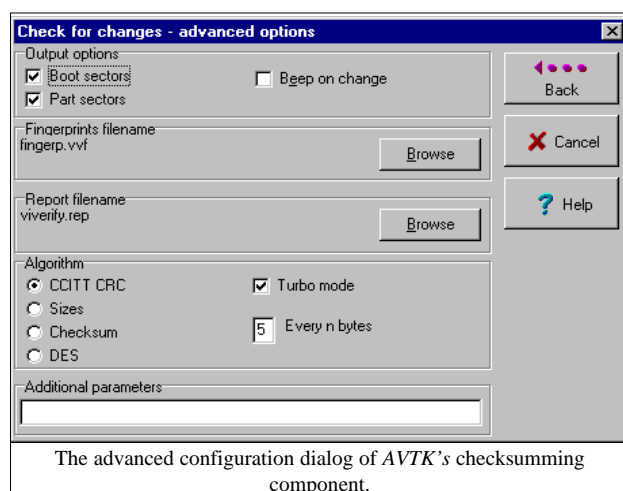 Check for changes - advanced options
Output options
Boot sectors
Beep on change
Part sectors
Back
Fingerprints filename
fingerp.vvf
Browse
Cancel
Report filename
viverify.rep
Browse
Help
Algorithm
CCITT CRC
Turbo mode
Sizes
5 Every n bytes
Checksum
DES
Additional parameters
The advanced configuration dialog of AVTK's checksumming
component.